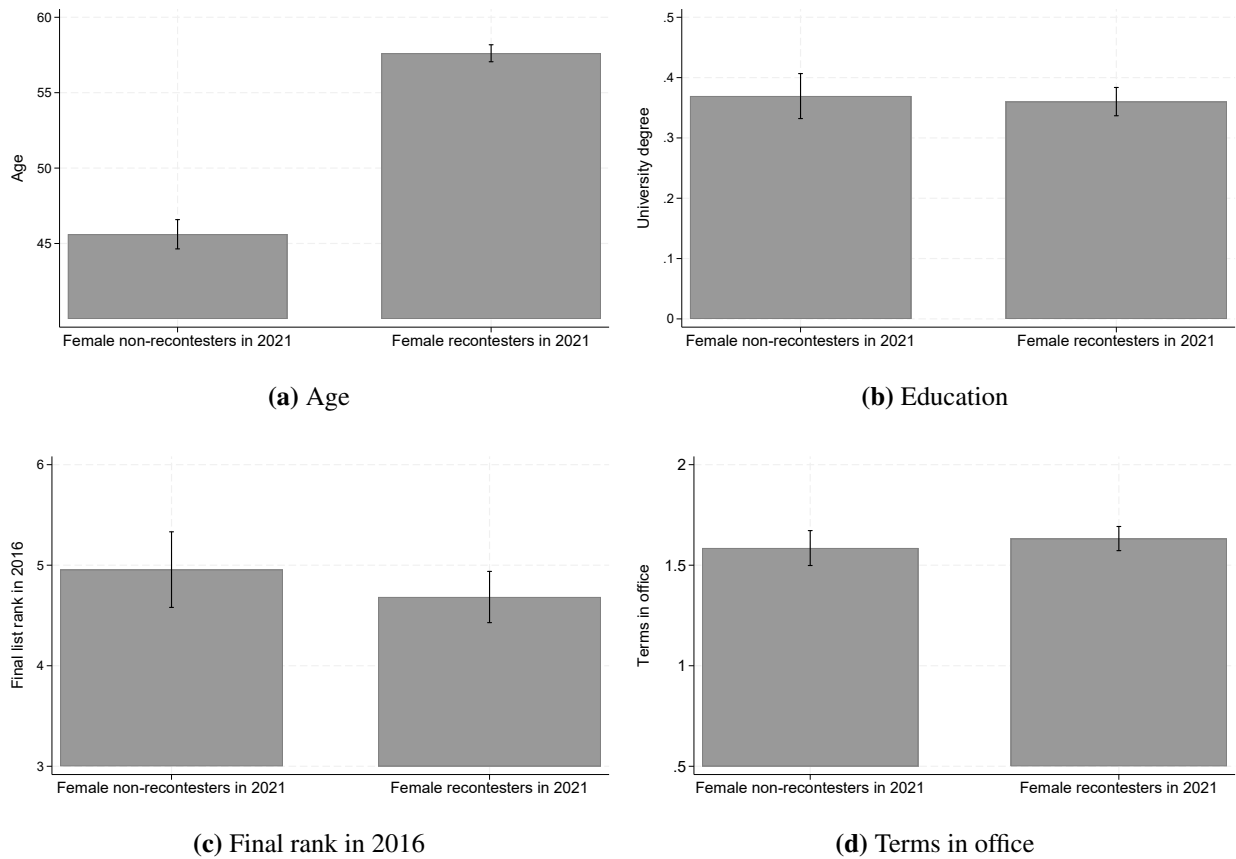 60
55
50
45
Age
Female non-recontesters in 2021
Female recontesters in 2021
(a) Age
.5
.4
.3
.2
.1
0
University degree
Female non-recontesters in 2021
Female recontesters in 2021
(b) Education
6
5
4
3
Final list rank in 2016
Female non-recontesters in 2021
Female recontesters in 2021
(c) Final rank in 2016
2
1.5
1
.5
Terms in office
Female non-recontesters in 2021
Female recontesters in 2021
(d) Terms in office